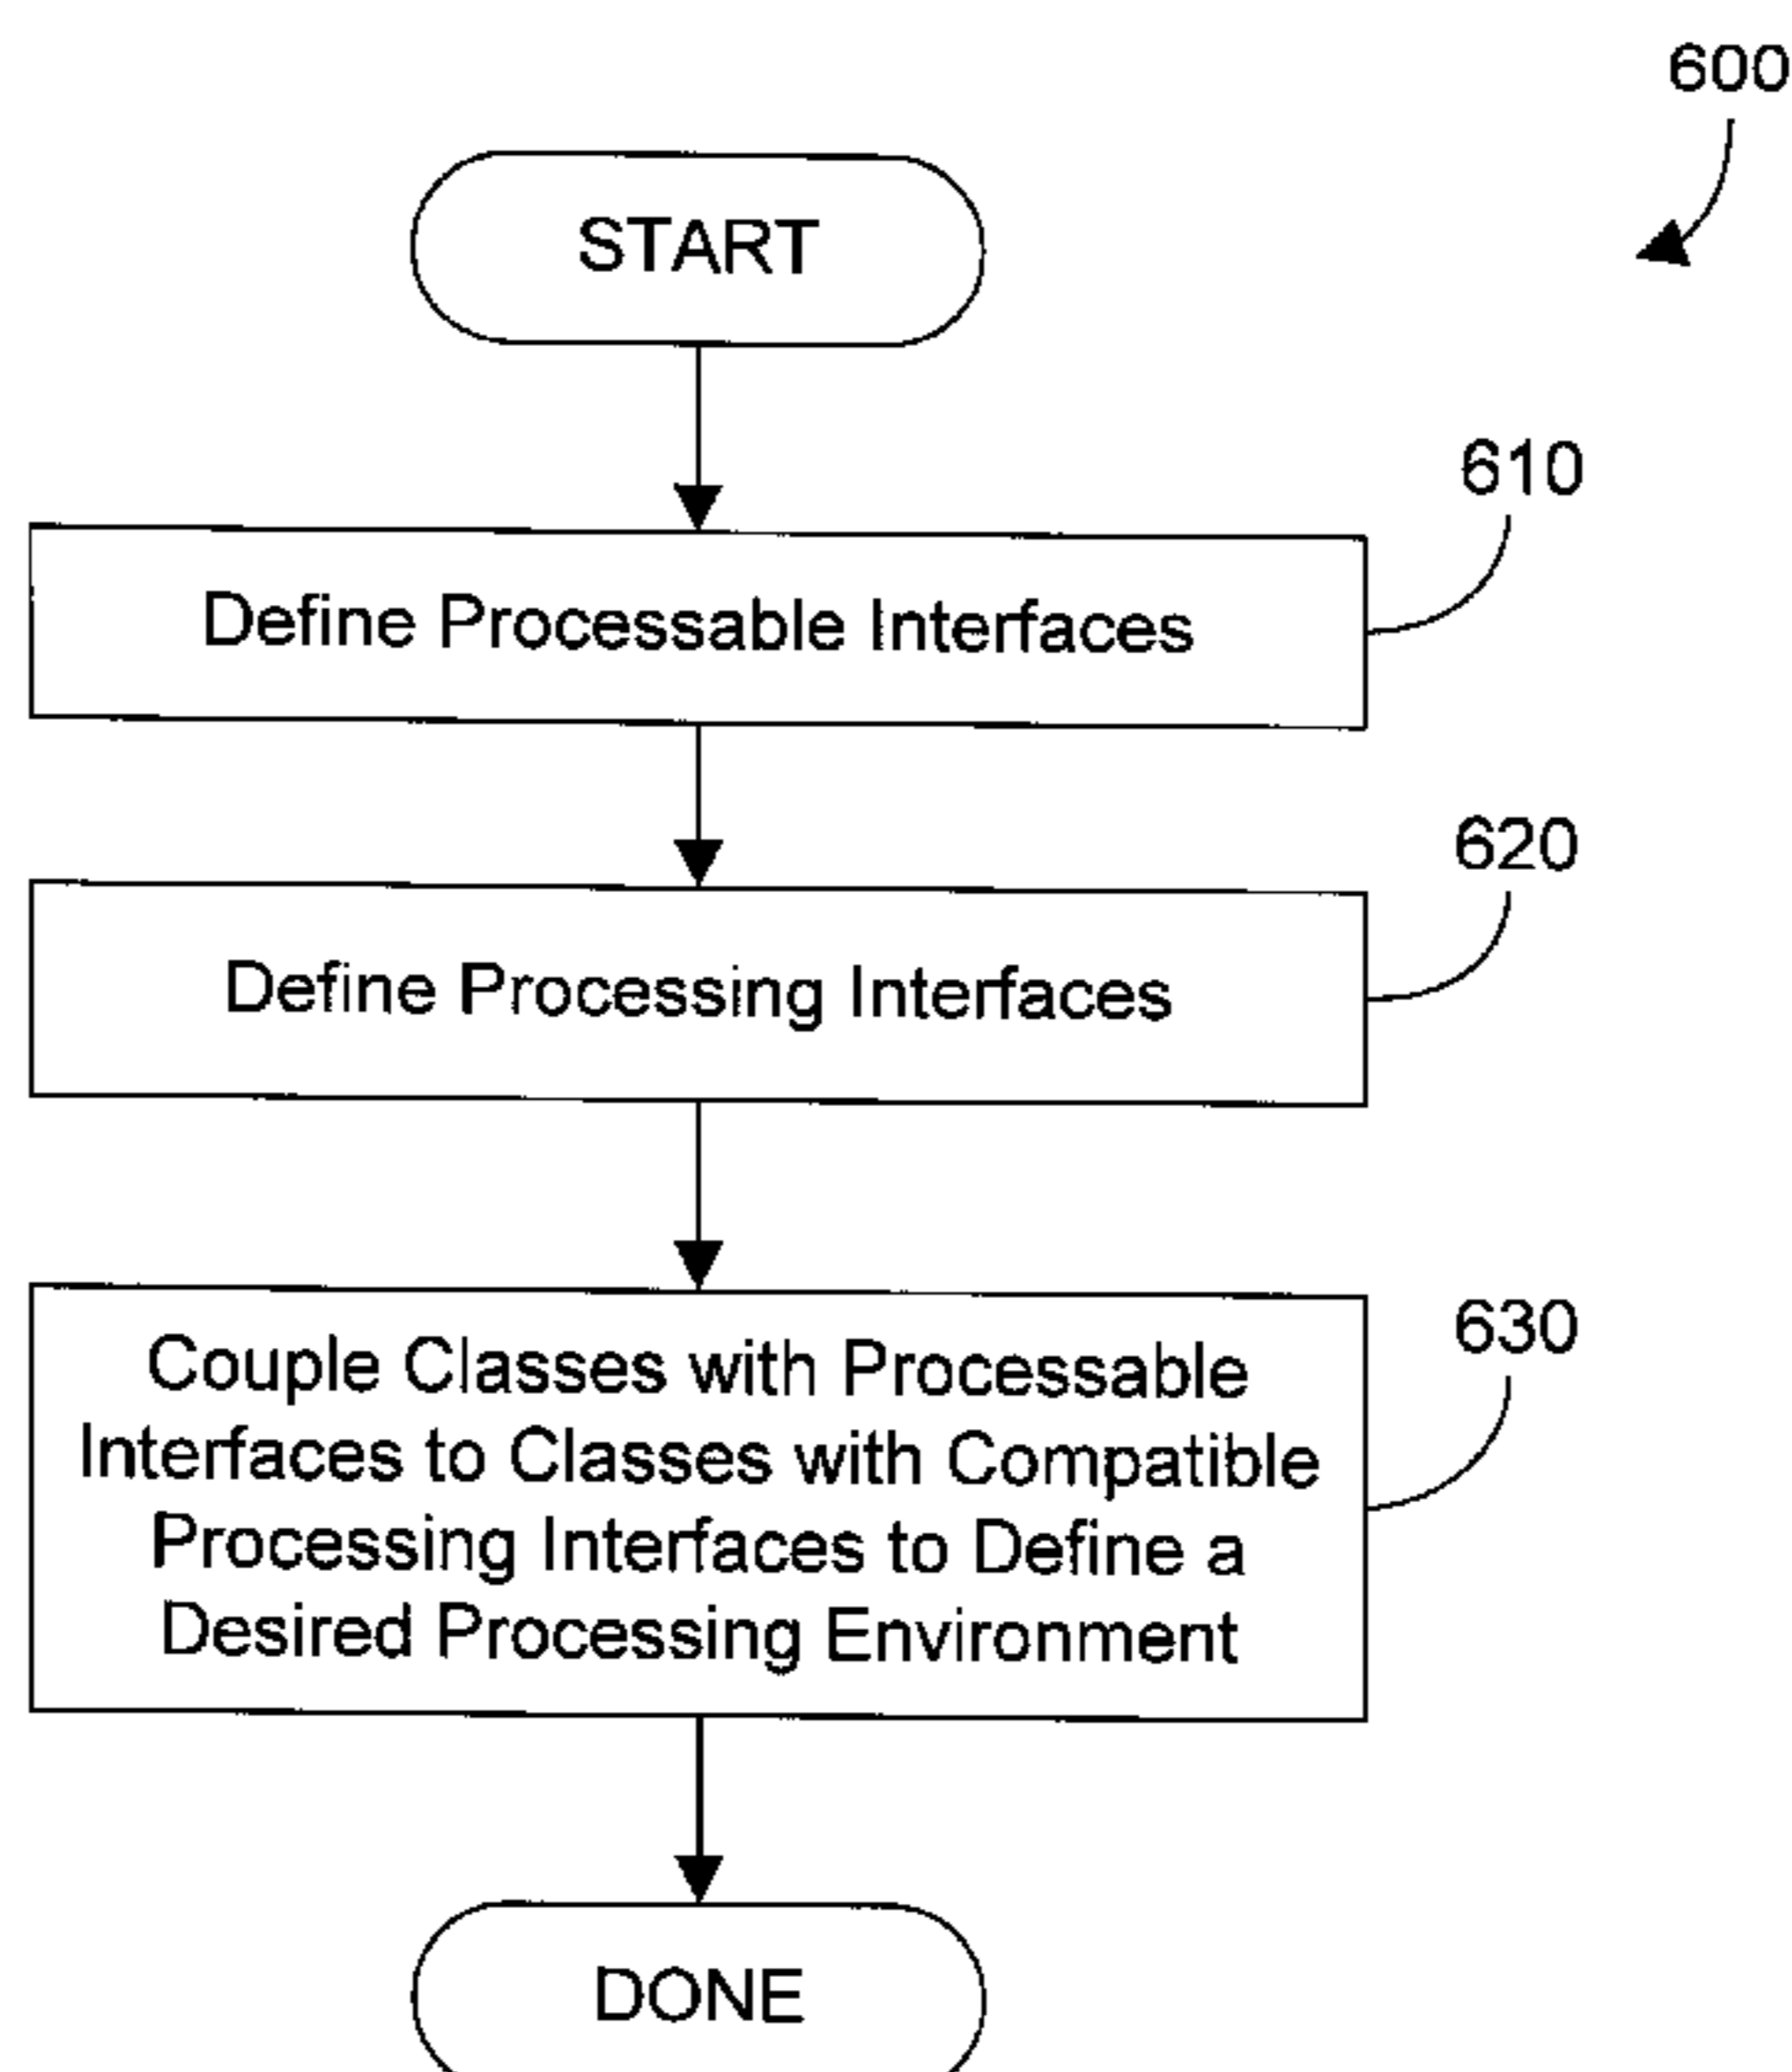 600
START
610
Define Processable Interfaces
620
Define Processing Interfaces
630
Couple Classes with Processable
Interfaces to Classes with Compatible
Processing Interfaces to Define a
Desired Processing Environment
DONE